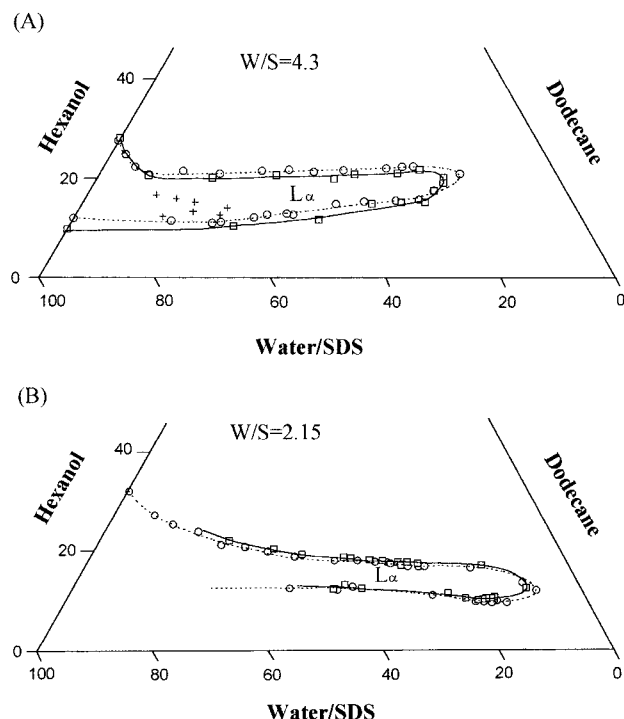 (A)
W/S=4.3
Hexanol
Dodecane
40
20
0
Lα
100
80
60
40
20
0
Water/SDS
(B)
W/S=2.15
Hexanol
Dodecane
40
20
0
Lα
100
80
60
40
20
0
Water/SDS